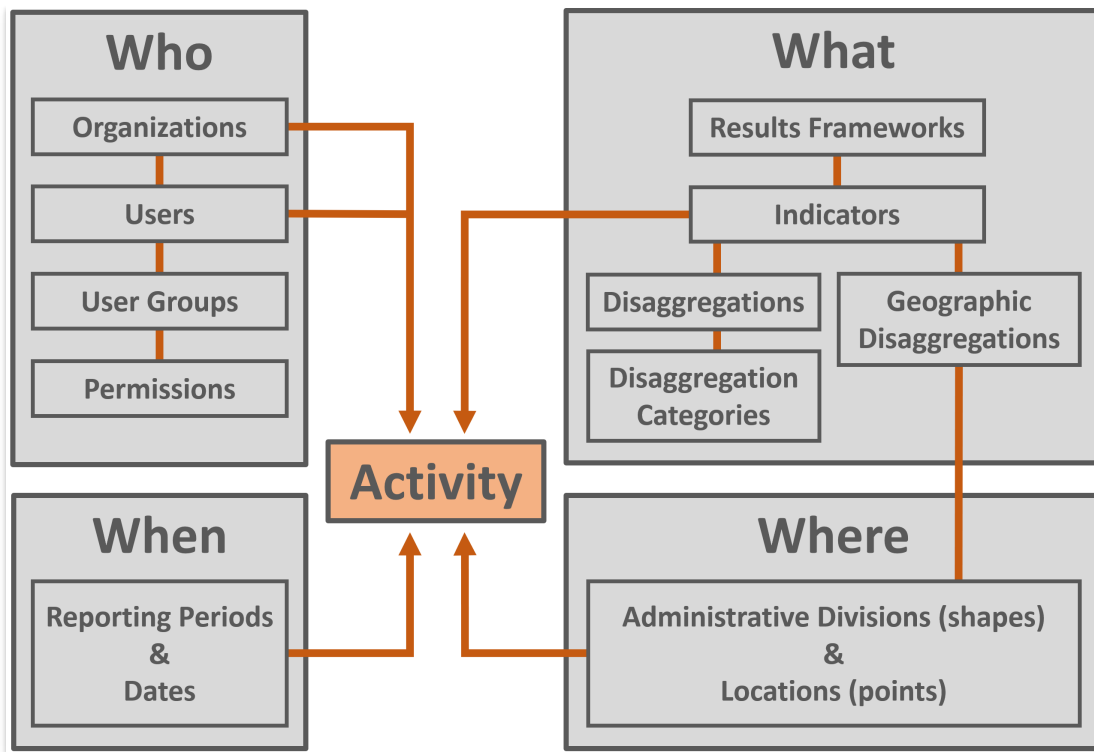 Who
Organizations
Users
User Groups
Permissions
What
Results Frameworks
Indicators
Disaggregations
Disaggregation
Categories
Geographic
Disaggregations
Activity
When
Reporting Periods
&
Dates
Where
Administrative Divisions (shapes)
&
Locations (points)